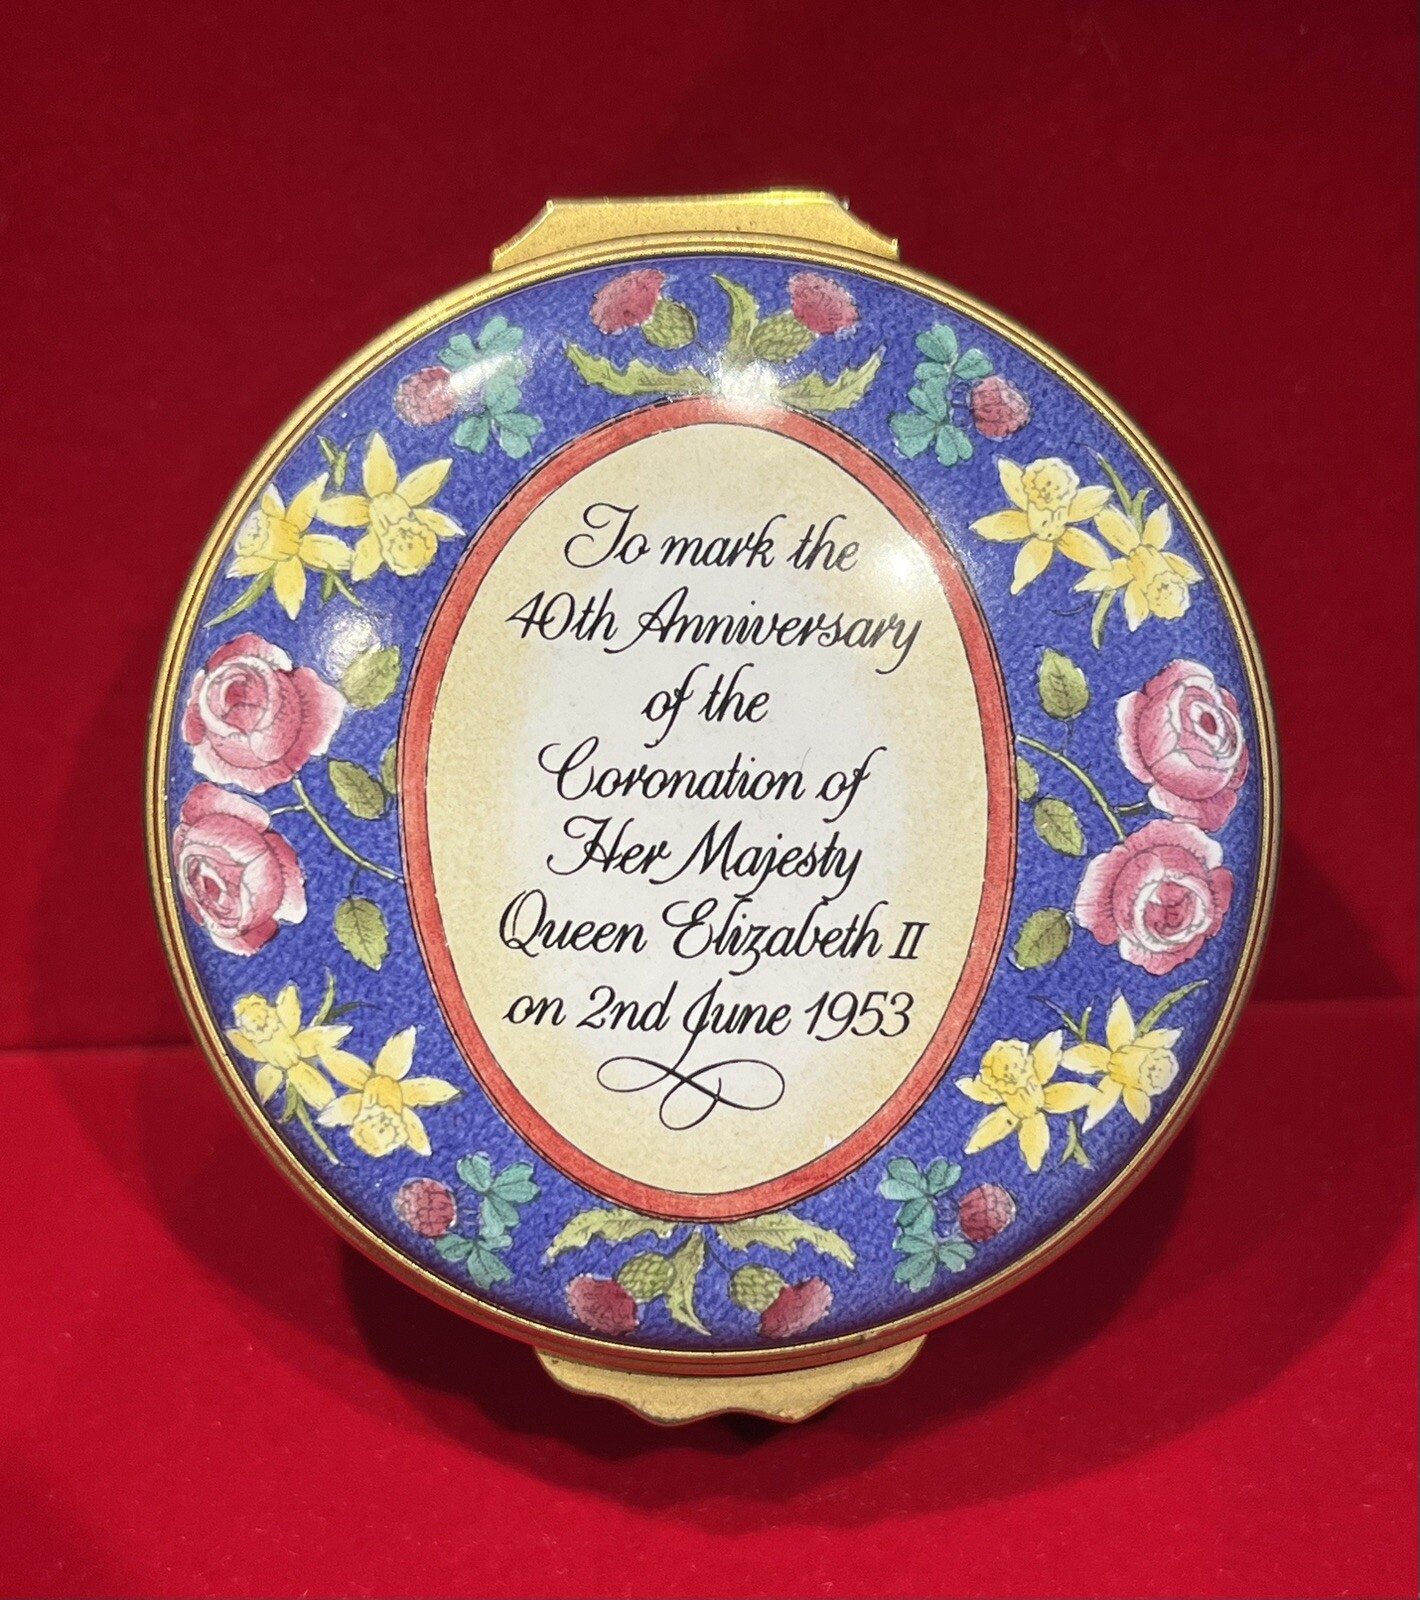 To mark the
40th Anniversary
of the
Coronation of
Her Majesty
Queen Elizabeth II
on 2nd June 1953